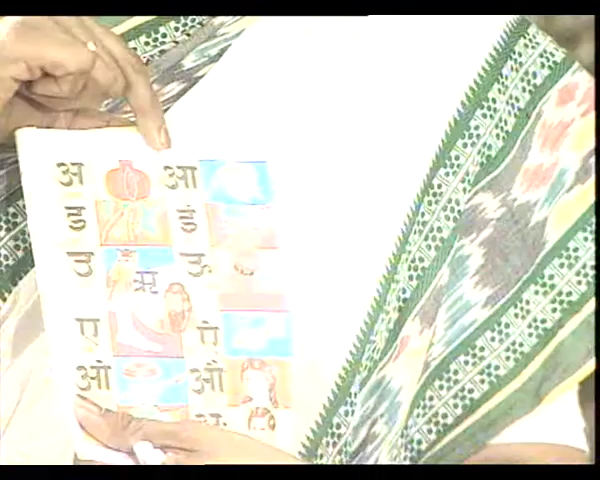 अ आ
इ ई
उ ऊ
ऋ
ए ऐ
ओ औ